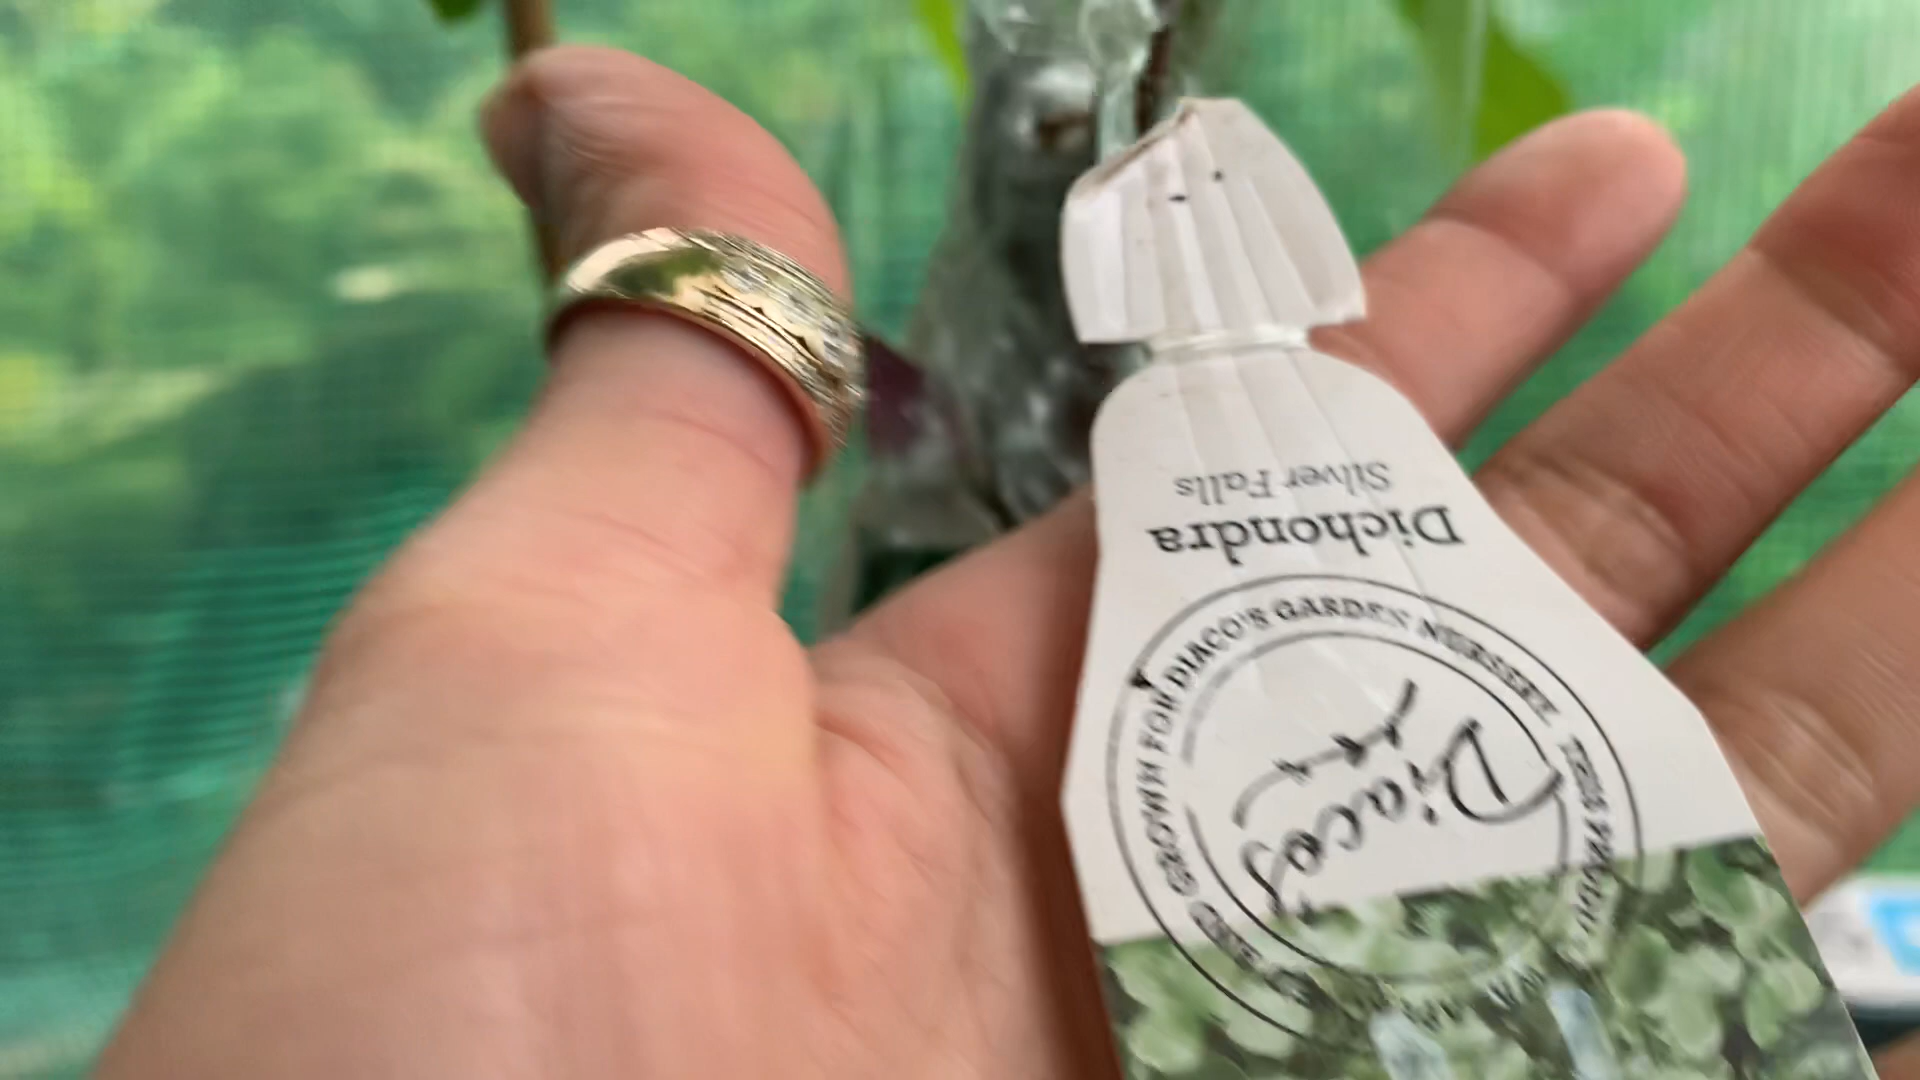 Dichondra
Silver Falls
GROWN FOR DIACO'S GARDEN NURSERY
Diaco's